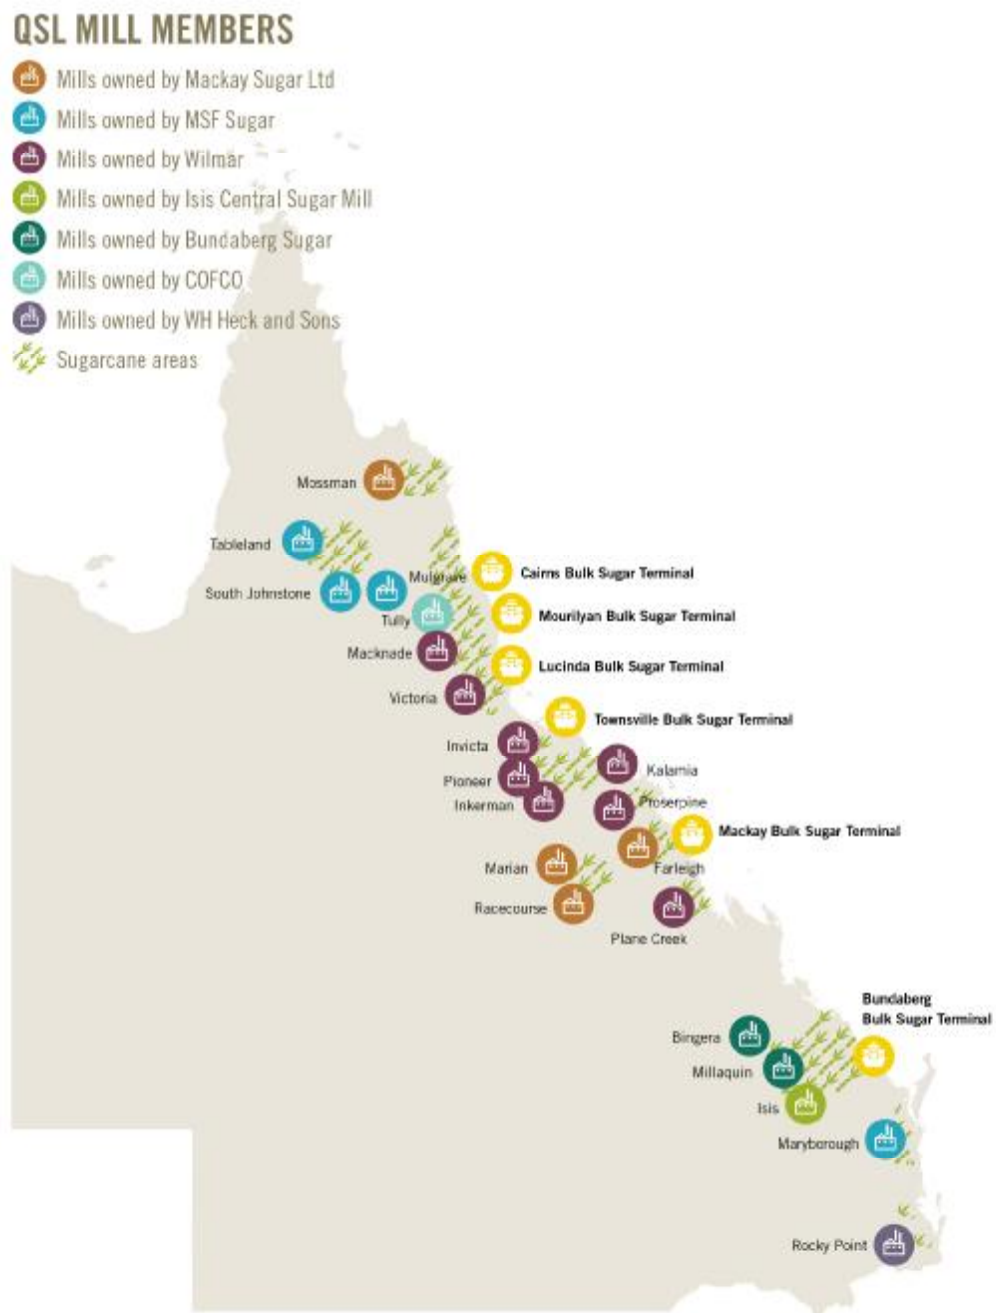 QSL MILL MEMBERS
Mills owned by Mackay Sugar Ltd
Mills owned by MSF Sugar
Mills owned by Wilmar
Mills owned by Isis Central Sugar Mill
Mills owned by Bundaberg Sugar
Mills owned by COFCO
Mills owned by WH Heck and Sons
Sugarcane areas
Mossman
Tableland
Mulgrave
Cairns Bulk Sugar Terminal
South Johnstone
Mourilyan Bulk Sugar Terminal
Tully
Macknade
Lucinda Bulk Sugar Terminal
Victoria
Townsville Bulk Sugar Terminal
Invicta
Kalamia
Pioneer
Inkerman
Proserpine
Mackay Bulk Sugar Terminal
Marian
Farleigh
Racecourse
Plane Creek
Bundaberg
Bulk Sugar Terminal
Bingera
Millaquin
Isis
Maryborough
Rocky Point